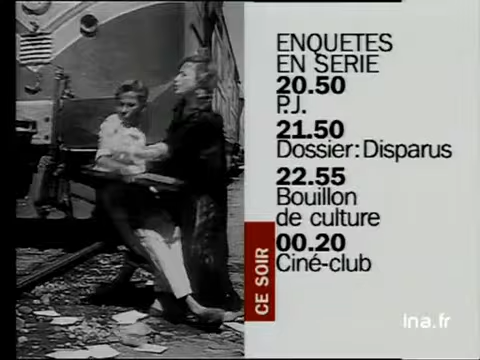 ENQUETES
EN SERIE
20.50
P.J.
21.50
Dossier: Disparus
22.55
Bouillon
de culture
00.20
Ciné-club
CE SOIR
ina.fr